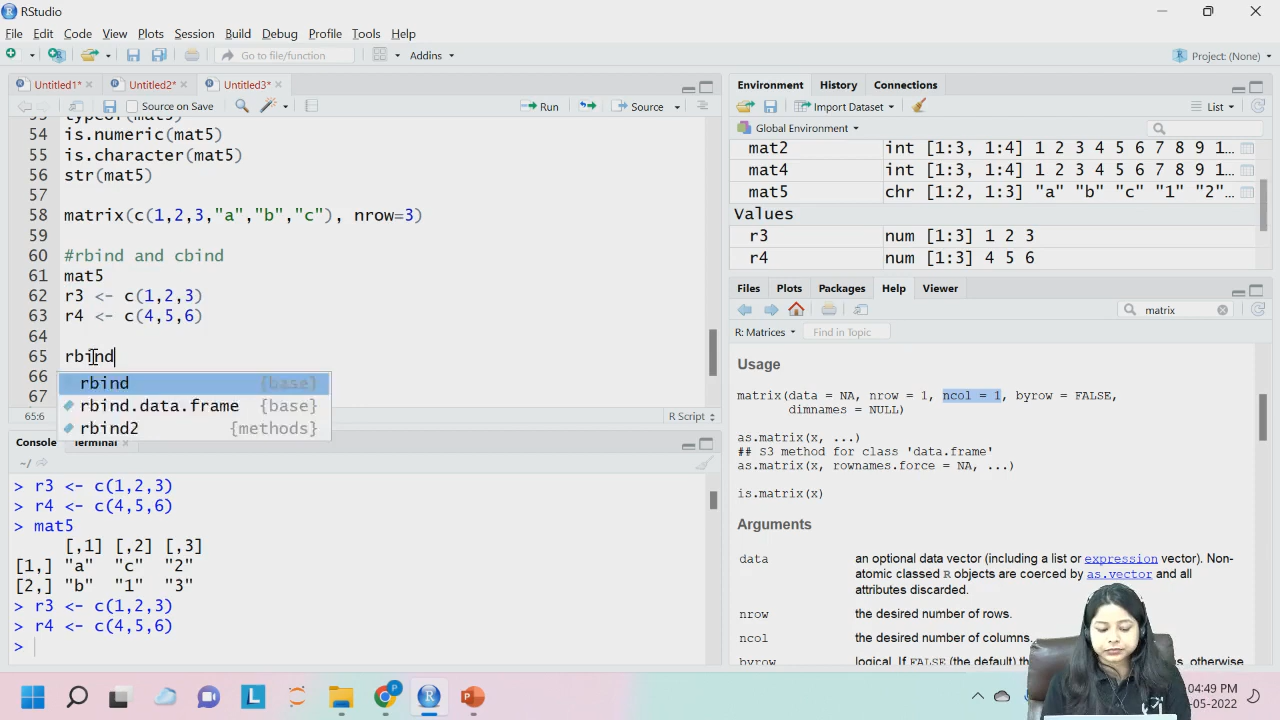 RStudio
File Edit Code View Plots Session Build Debug Profile Tools Help
Go to file/function Addins Project: (None)
Untitled1* × Untitled2* × Untitled3* ×
Source on Save Run Source
54 is.numeric(mat5)
55 is.character(mat5)
56 str(mat5)
57
58 matrix(c(1,2,3,"a","b","c"), nrow=3)
59
60 #rbind and cbind
61 mat5
62 r3 <- c(1,2,3)
63 r4 <- c(4,5,6)
64
65 rbind
66
67
rbind {base}
rbind.data.frame {base}
rbind2 {methods}
65:6 R Script
Console Terminal ×
~/
> r3 <- c(1,2,3)
> r4 <- c(4,5,6)
> mat5
[,1] [,2] [,3]
[1,] "a" "c" "2"
[2,] "b" "1" "3"
> r3 <- c(1,2,3)
> r4 <- c(4,5,6)
>
Environment History Connections
Import Dataset List
Global Environment
mat2 int [1:3, 1:4] 1 2 3 4 5 6 7 8 9 1…
mat4 int [1:3, 1:4] 1 2 3 4 5 6 7 8 9 1…
mat5 chr [1:2, 1:3] "a" "b" "c" "1" "2"…
Values
r3 num [1:3] 1 2 3
r4 num [1:3] 4 5 6
Files Plots Packages Help Viewer
matrix
R: Matrices Find in Topic
Usage
matrix(data = NA, nrow = 1, ncol = 1, byrow = FALSE,
dimnames = NULL)
as.matrix(x, ...)
## S3 method for class 'data.frame'
as.matrix(x, rownames.force = NA, ...)
is.matrix(x)
Arguments
data an optional data vector (including a list or expression vector). Non-
atomic classed R objects are coerced by as.vector and all
attributes discarded.
nrow the desired number of rows.
ncol the desired number of columns.
byrow logical. If FALSE (the default) th otherwise
04:49 PM
-05-2022